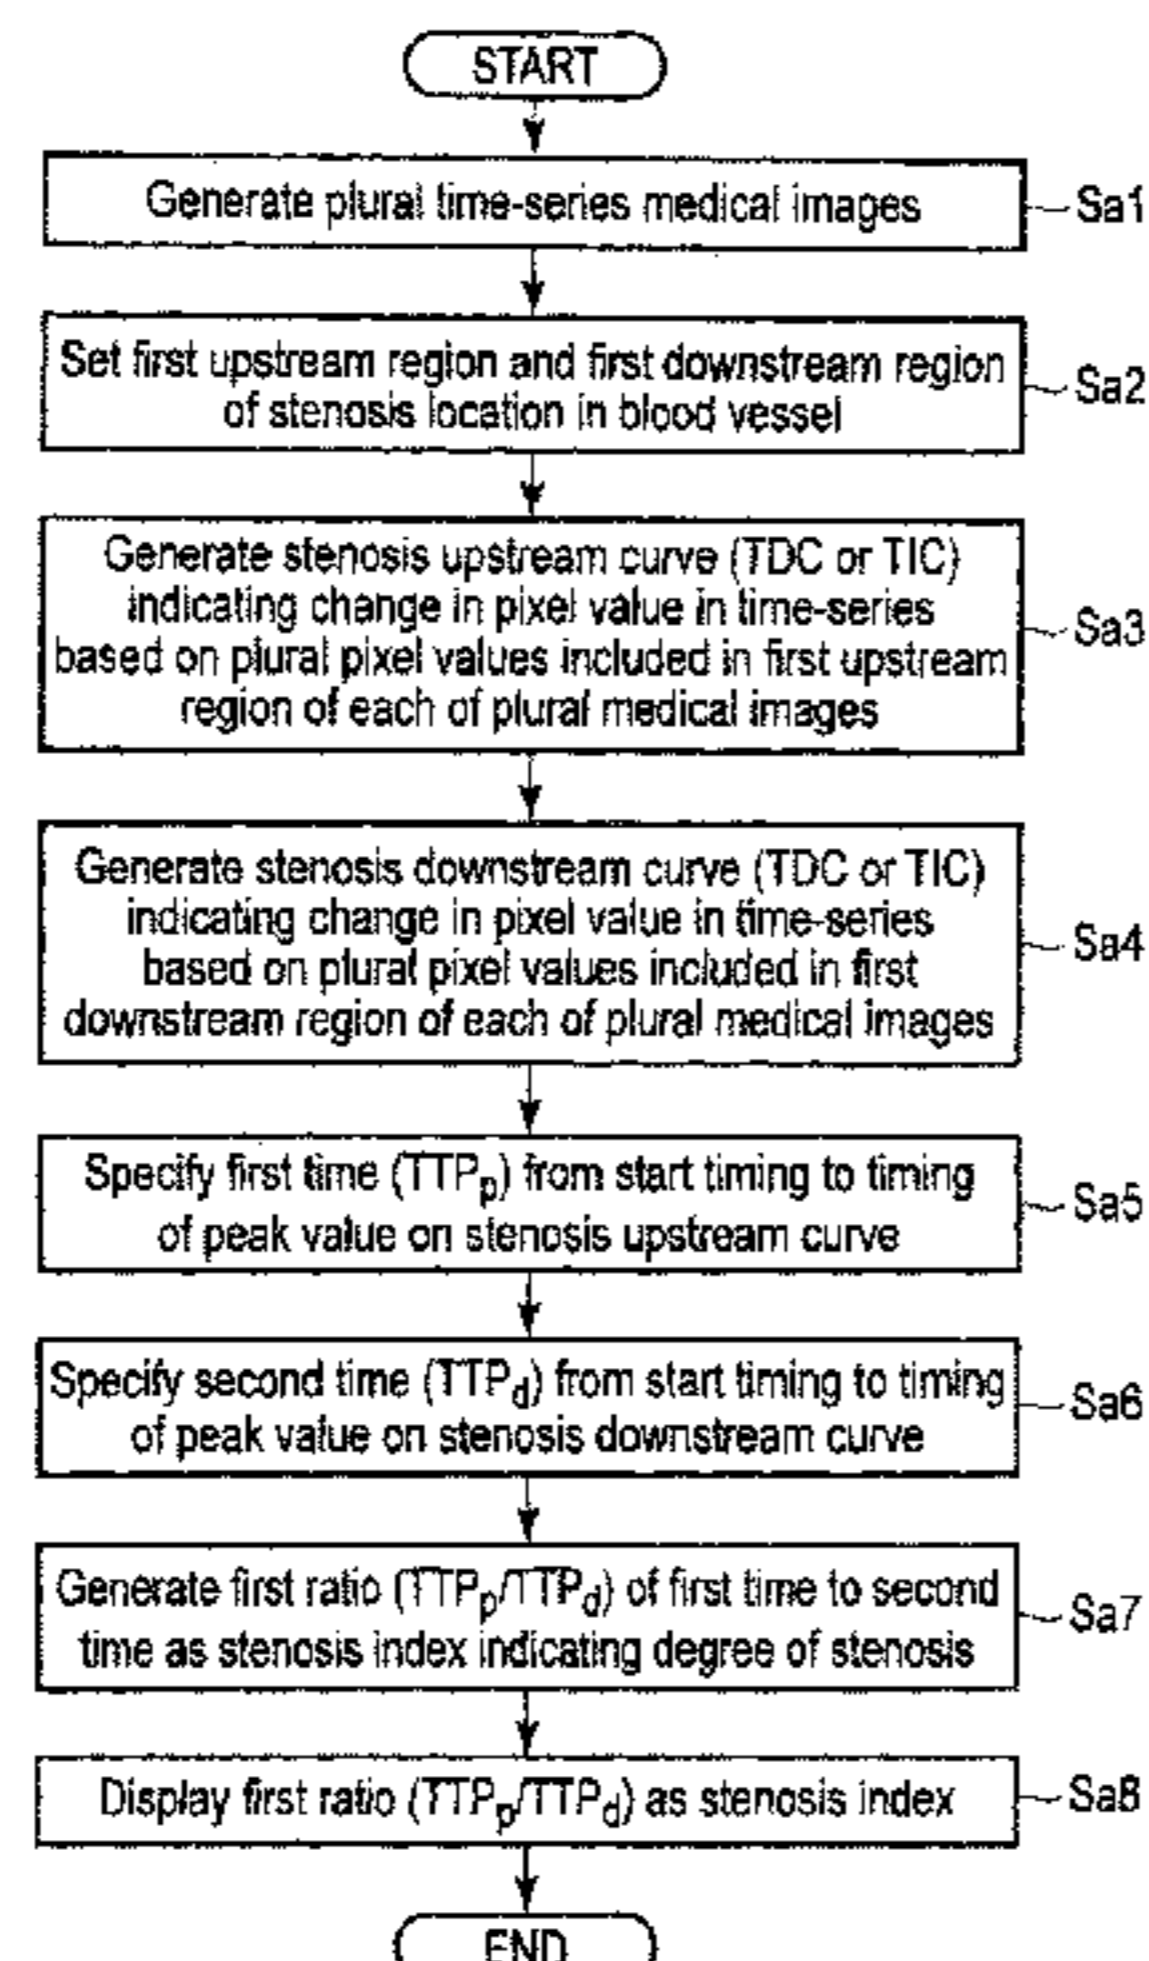 START
Generate plural time-series medical images
Sa1
Set first upstream region and first downstream region
of stenosis location in blood vessel
Sa2
Generate stenosis upstream curve (TDC or TIC)
indicating change in pixel value in time-series
based on plural pixel values included in first upstream
region of each of plural medical images
Sa3
Generate stenosis downstream curve (TDC or TIC)
indicating change in pixel value in time-series
based on plural pixel values included in first
downstream region of each of plural medical images
Sa4
Specify first time (TTPp) from start timing to timing
of peak value on stenosis upstream curve
Sa5
Specify second time (TTPd) from start timing to timing
of peak value on stenosis downstream curve
Sa6
Generate first ratio (TTPp/TTPd) of first time to second
time as stenosis index indicating degree of stenosis
Sa7
Display first ratio (TTPp/TTPd) as stenosis index
Sa8
END